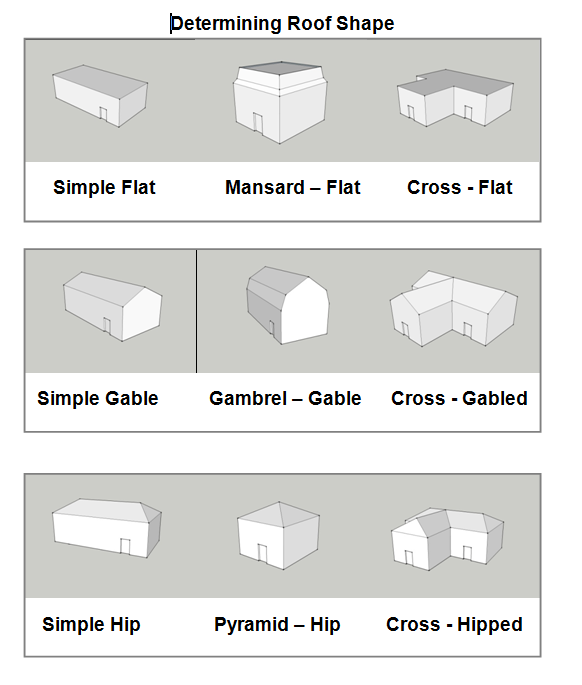 Determining Roof Shape
Simple Flat Mansard – Flat Cross - Flat
Simple Gable Gambrel – Gable Cross - Gabled
Simple Hip Pyramid – Hip Cross - Hipped